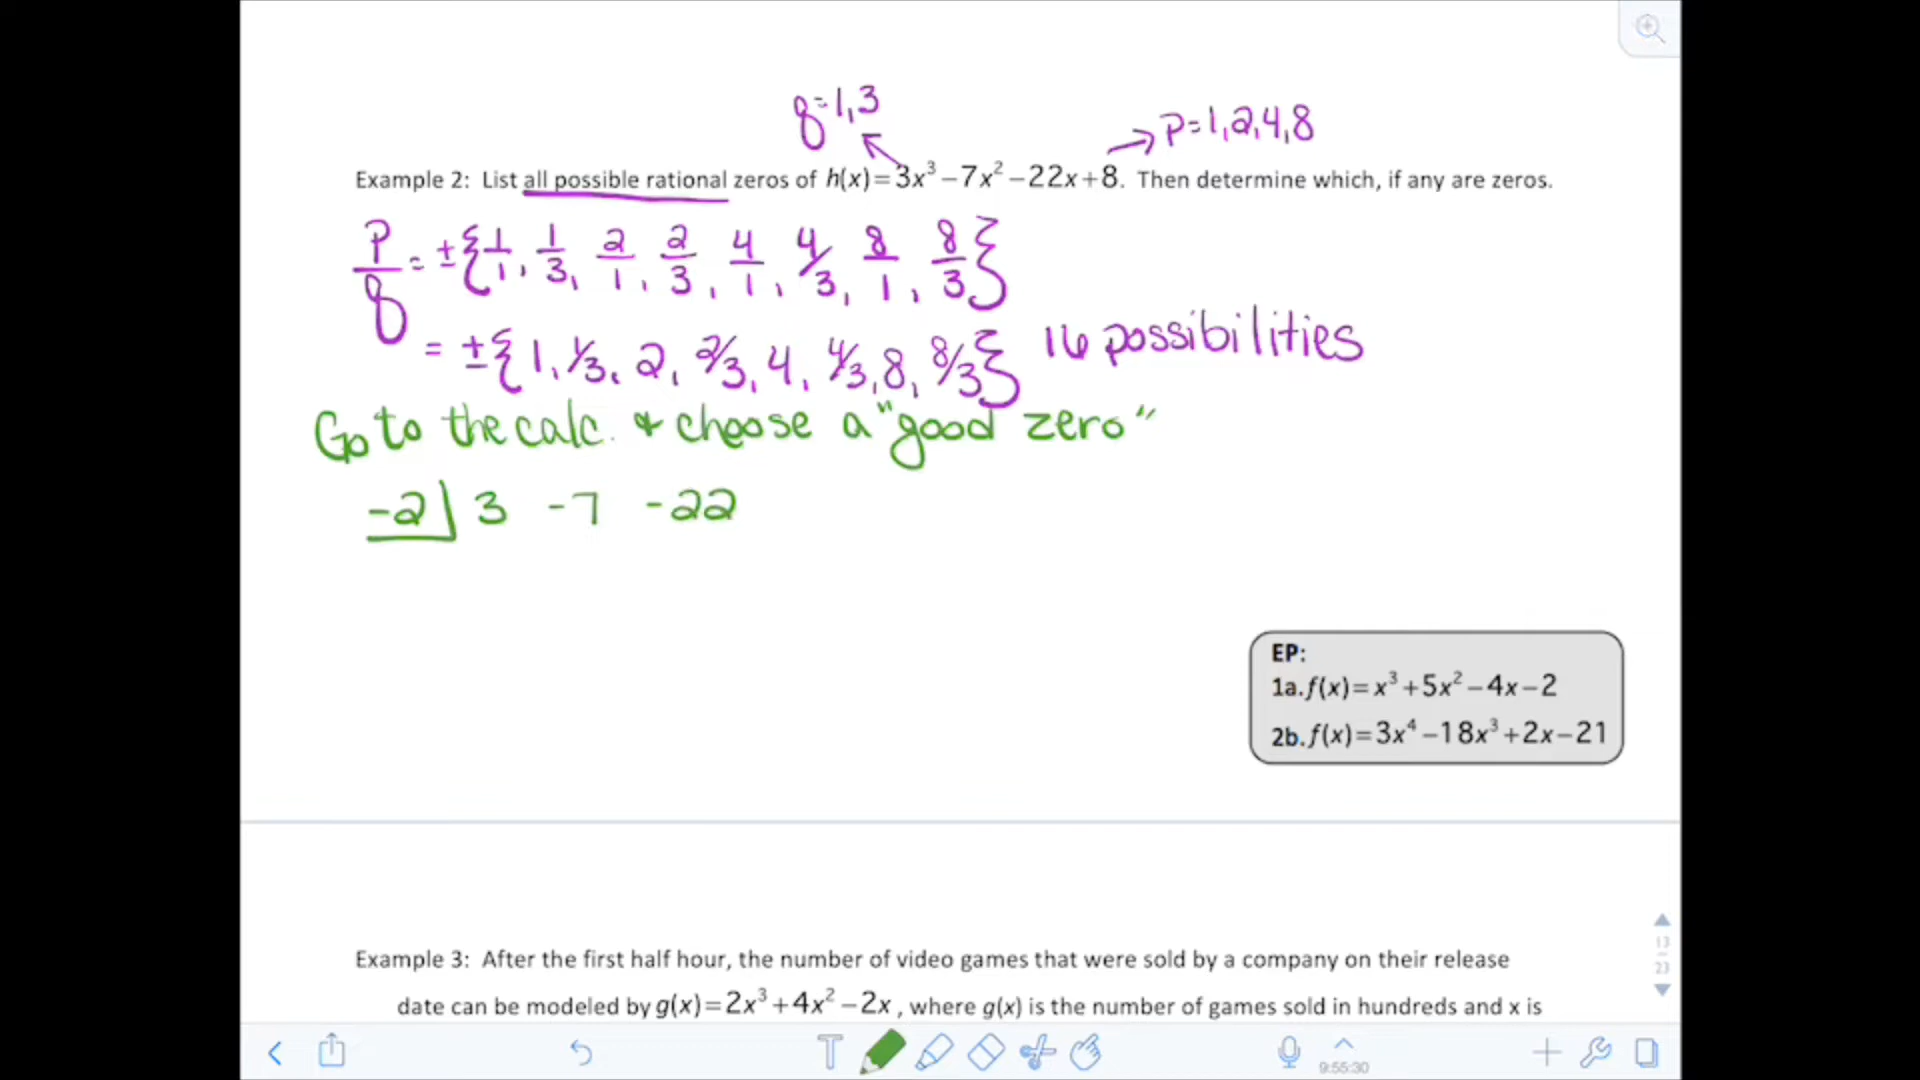 q=1,3
→ P=1,2,4,8
Example 2: List all possible rational zeros of h(x)=3x³−7x²−22x+8. Then determine which, if any are zeros.
P/q = ±{1/1, 1/3, 2/1, 2/3, 4/1, 4/3, 8/1, 8/3}
= ±{1, 1/3, 2, 2/3, 4, 4/3, 8, 8/3} 16 possibilities
Go to the calc. & choose a "good zero"
-2| 3 -7 -22
EP:
1a. f(x)=x³+5x²−4x−2
2b. f(x)=3x⁴−18x³+2x−21
Example 3: After the first half hour, the number of video games that were sold by a company on their release
date can be modeled by g(x)=2x³+4x²−2x, where g(x) is the number of games sold in hundreds and x is
13
23
T
9:55:30